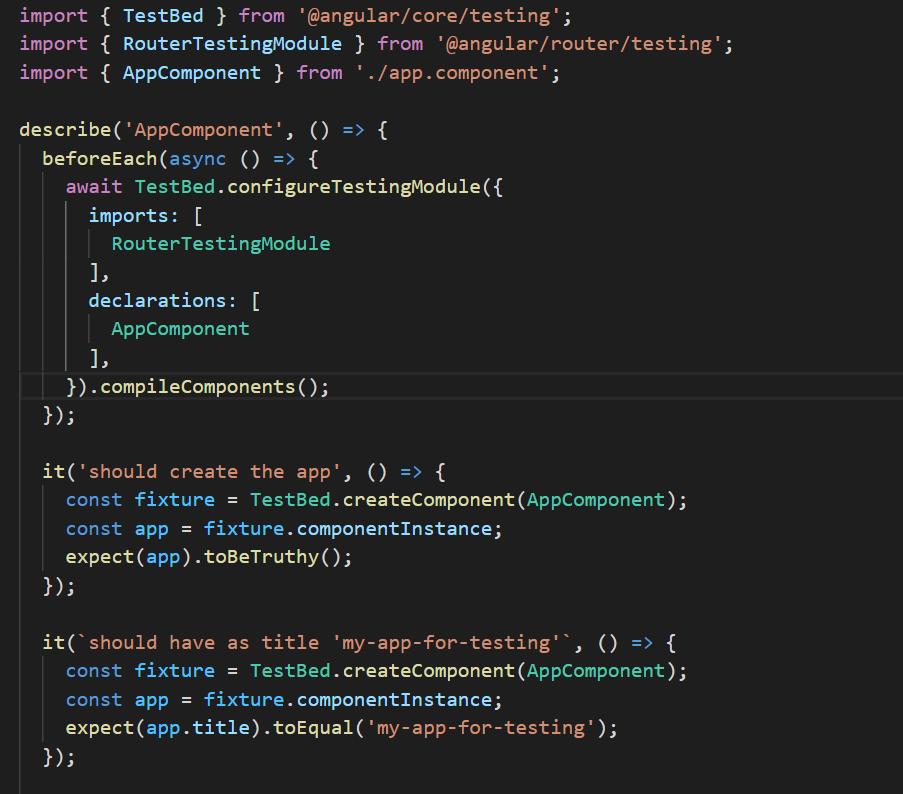 import { TestBed } from '@angular/core/testing';
import { RouterTestingModule } from '@angular/router/testing';
import { AppComponent } from './app.component';

describe('AppComponent', () => {
  beforeEach(async () => {
    await TestBed.configureTestingModule({
      imports: [
        RouterTestingModule
      ],
      declarations: [
        AppComponent
      ],
    }).compileComponents();
  });

  it('should create the app', () => {
    const fixture = TestBed.createComponent(AppComponent);
    const app = fixture.componentInstance;
    expect(app).toBeTruthy();
  });

  it(`should have as title 'my-app-for-testing'`, () => {
    const fixture = TestBed.createComponent(AppComponent);
    const app = fixture.componentInstance;
    expect(app.title).toEqual('my-app-for-testing');
  });